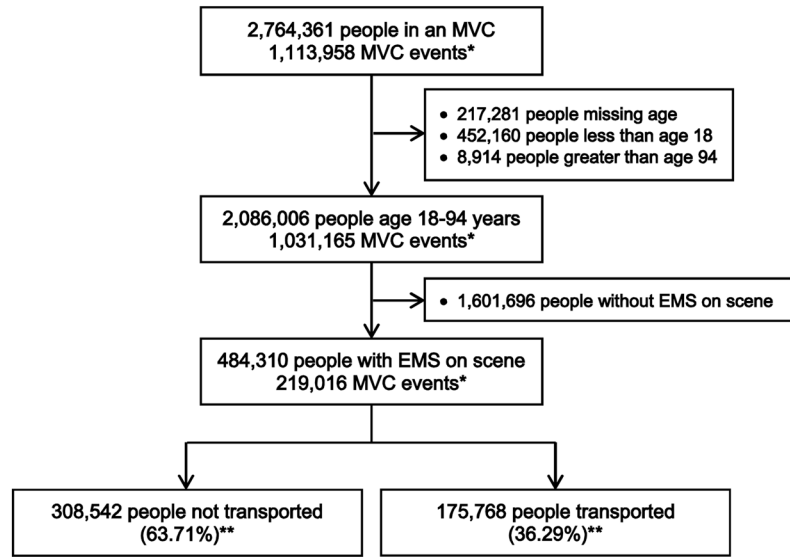 2,764,361 people in an MVC
1,113,958 MVC events*
• 217,281 people missing age
• 452,160 people less than age 18
• 8,914 people greater than age 94
2,086,006 people age 18-94 years
1,031,165 MVC events*
• 1,601,696 people without EMS on scene
484,310 people with EMS on scene
219,016 MVC events*
308,542 people not transported
(63.71%)**
175,768 people transported
(36.29%)**